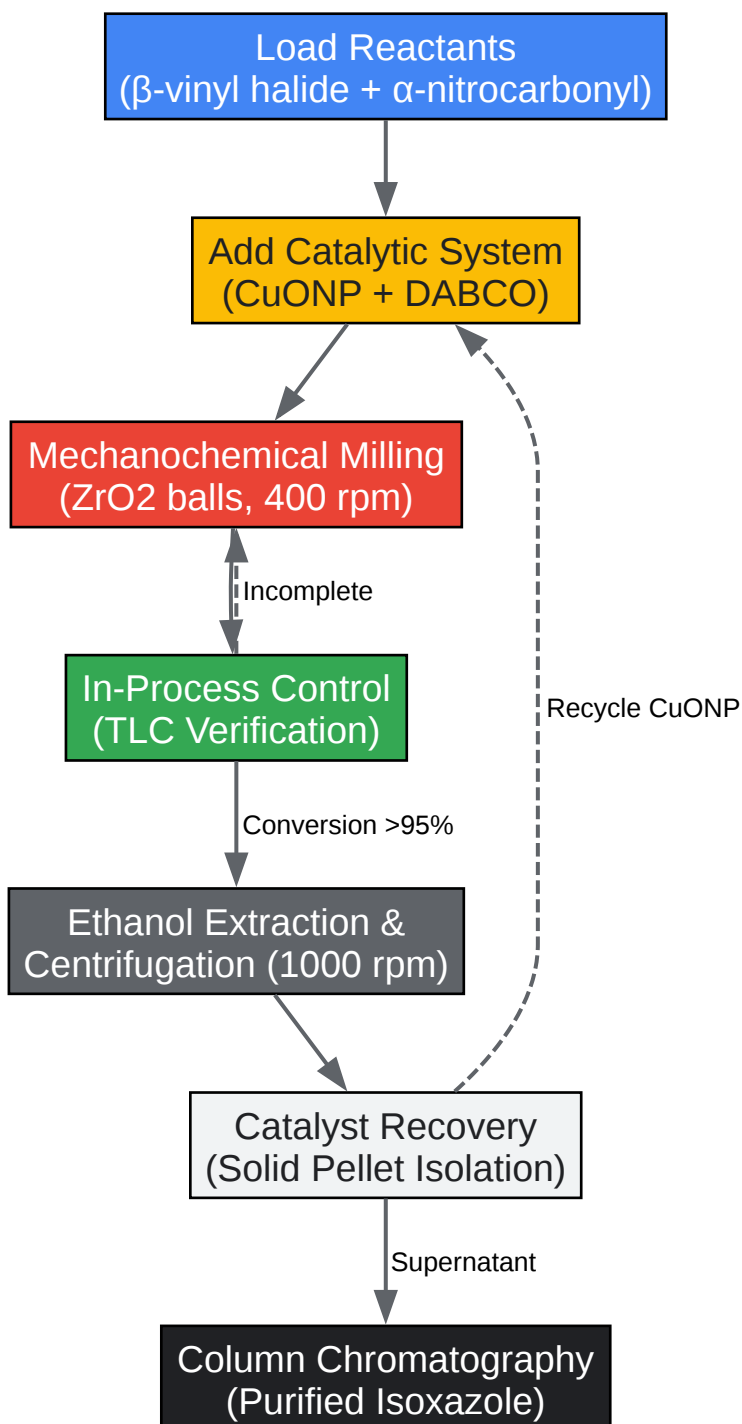 Load Reactants
(β-vinyl halide + α-nitrocarbonyl)
Add Catalytic System
(CuONP + DABCO)
Mechanochemical Milling
(ZrO2 balls, 400 rpm)
Incomplete
In-Process Control
(TLC Verification)
Recycle CuONP
Conversion >95%
Ethanol Extraction &
Centrifugation (1000 rpm)
Catalyst Recovery
(Solid Pellet Isolation)
Supernatant
Column Chromatography
(Purified Isoxazole)